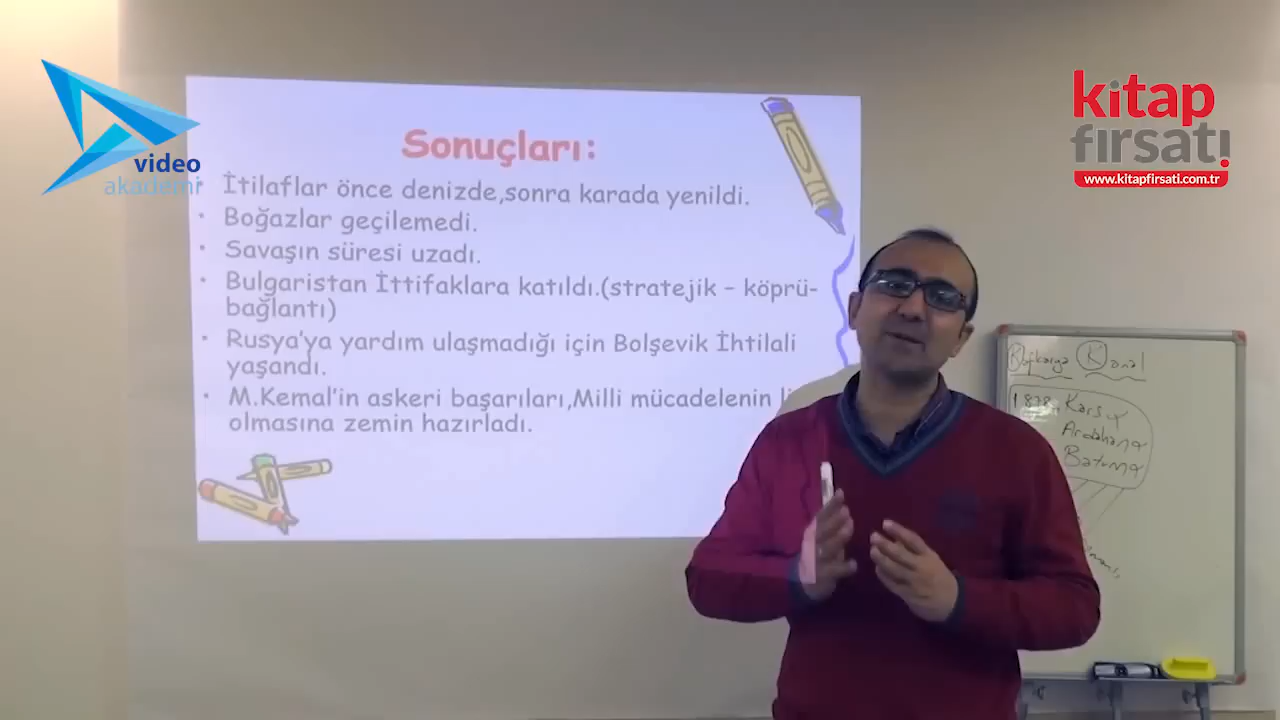 video
akademi
kitap
fırsatı
www.kitapfirsati.com.tr
Sonuçları:
• İtilaflar önce denizde,sonra karada yenildi.
• Boğazlar geçilemedi.
• Savaşın süresi uzadı.
• Bulgaristan İttifaklara katıldı.(stratejik – köprü-
bağlantı)
• Rusya'ya yardım ulaşmadığı için Bolşevik İhtilali
yaşandı.
• M.Kemal'in askeri başarıları,Milli mücadelenin
olmasına zemin hazırladı.
Kafkasya Kanal
1878 Kars
Ardahan
Batum